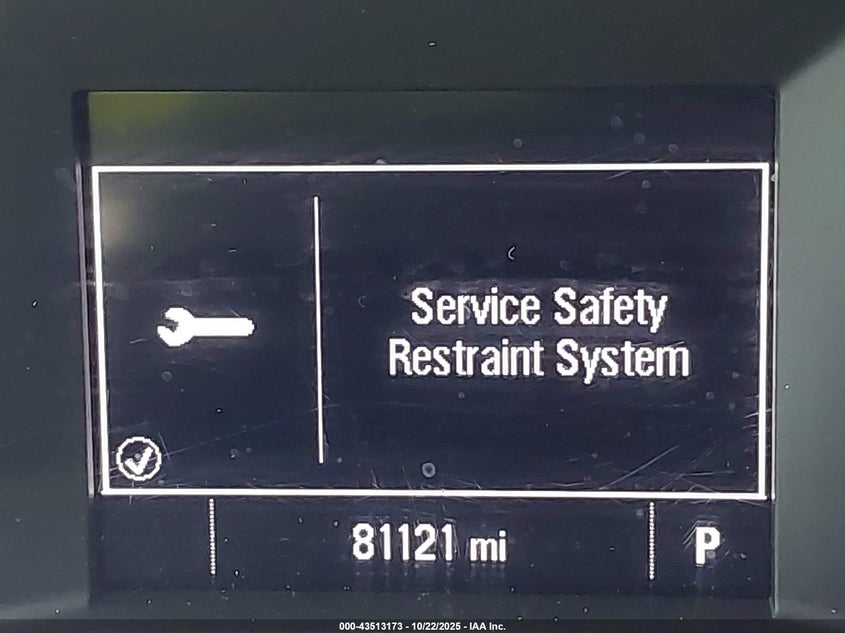 Service Safety
Restraint System
81121 mi
P
000-43513173 - 10/22/2025 - IAA Inc.